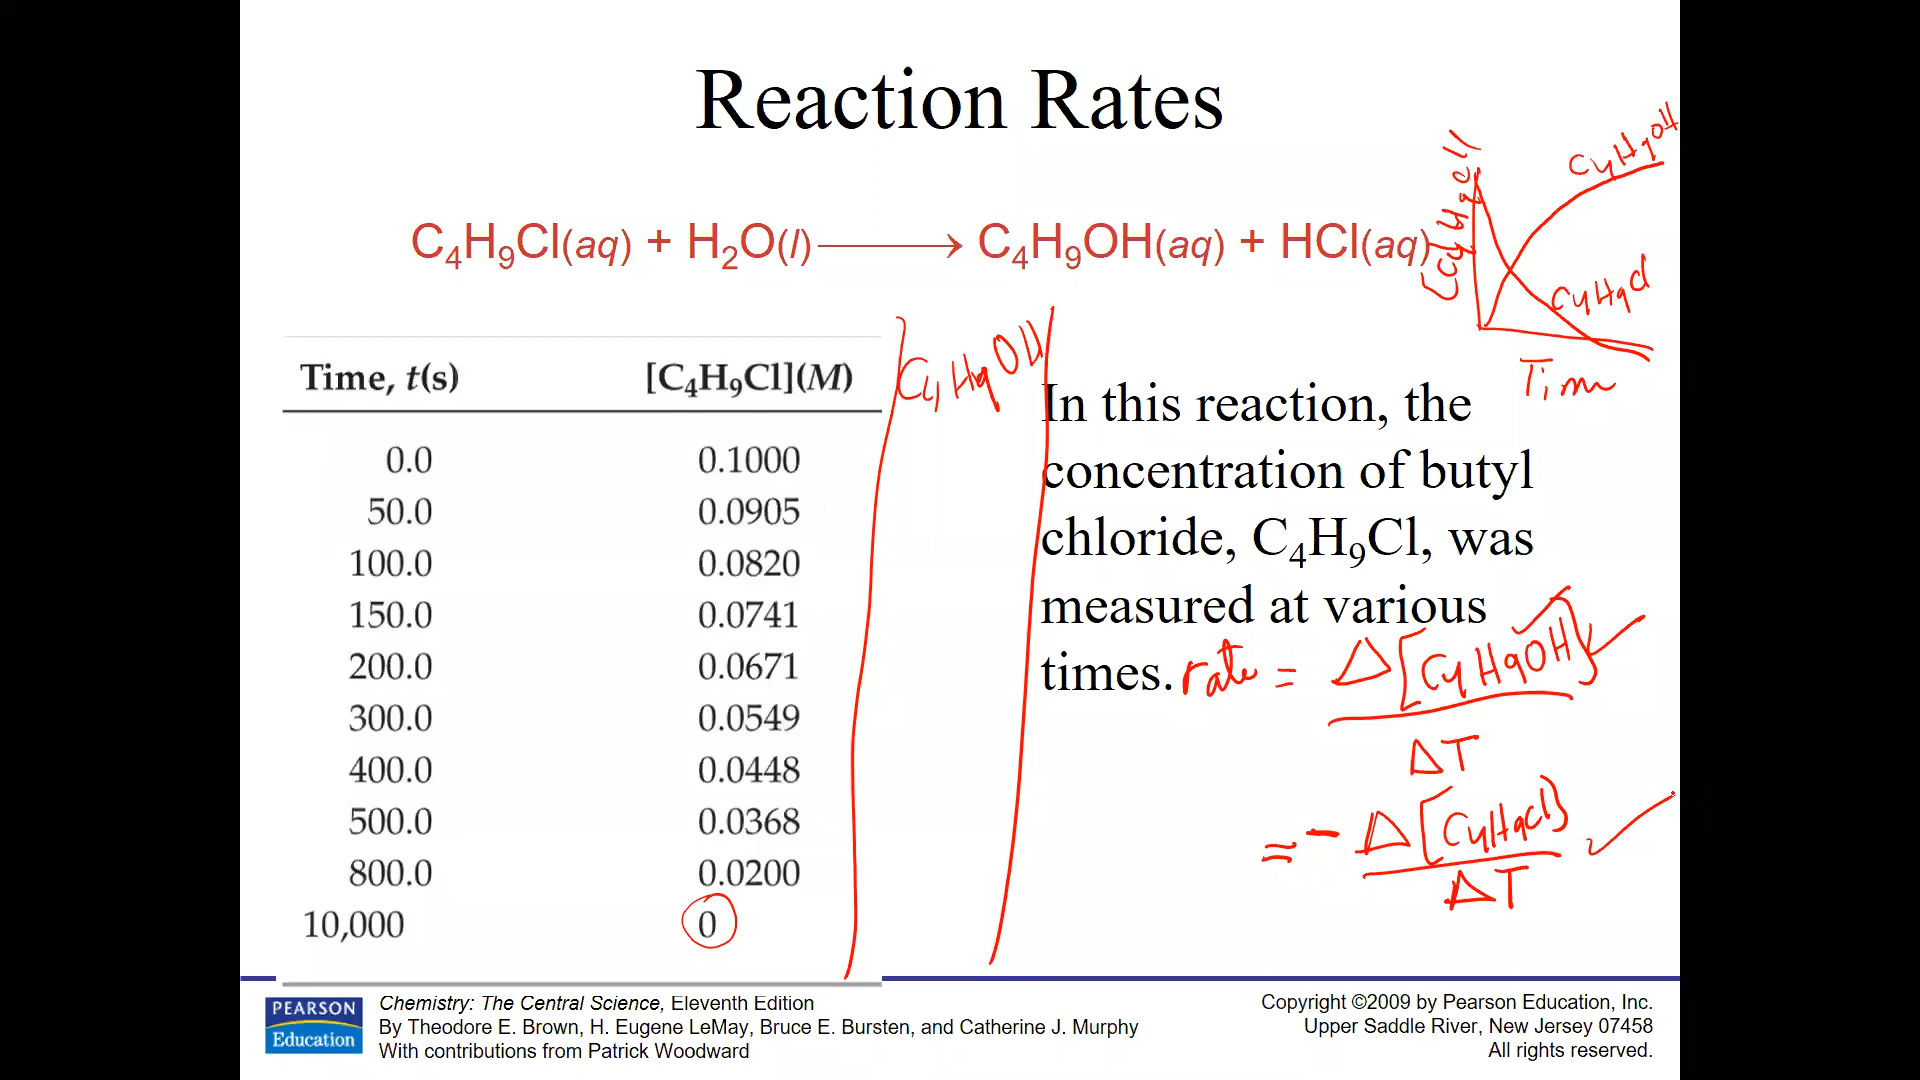 Reaction Rates
C₄H₉Cl(aq) + H₂O(l) ⟶ C₄H₉OH(aq) + HCl(aq)
[C4H9Cl]
C4H9OH
C4H9Cl
Time
Time, t(s) [C₄H₉Cl](M) C4H9OH
0.0 0.1000
50.0 0.0905
100.0 0.0820
150.0 0.0741
200.0 0.0671
300.0 0.0549
400.0 0.0448
500.0 0.0368
800.0 0.0200
10,000 0
In this reaction, the
concentration of butyl
chloride, C₄H₉Cl, was
measured at various
times.
rate = Δ[C4H9OH]
ΔT
= - Δ[C4H9Cl]
ΔT
PEARSON
Education
Chemistry: The Central Science, Eleventh Edition
By Theodore E. Brown, H. Eugene LeMay, Bruce E. Bursten, and Catherine J. Murphy
With contributions from Patrick Woodward
Copyright ©2009 by Pearson Education, Inc.
Upper Saddle River, New Jersey 07458
All rights reserved.